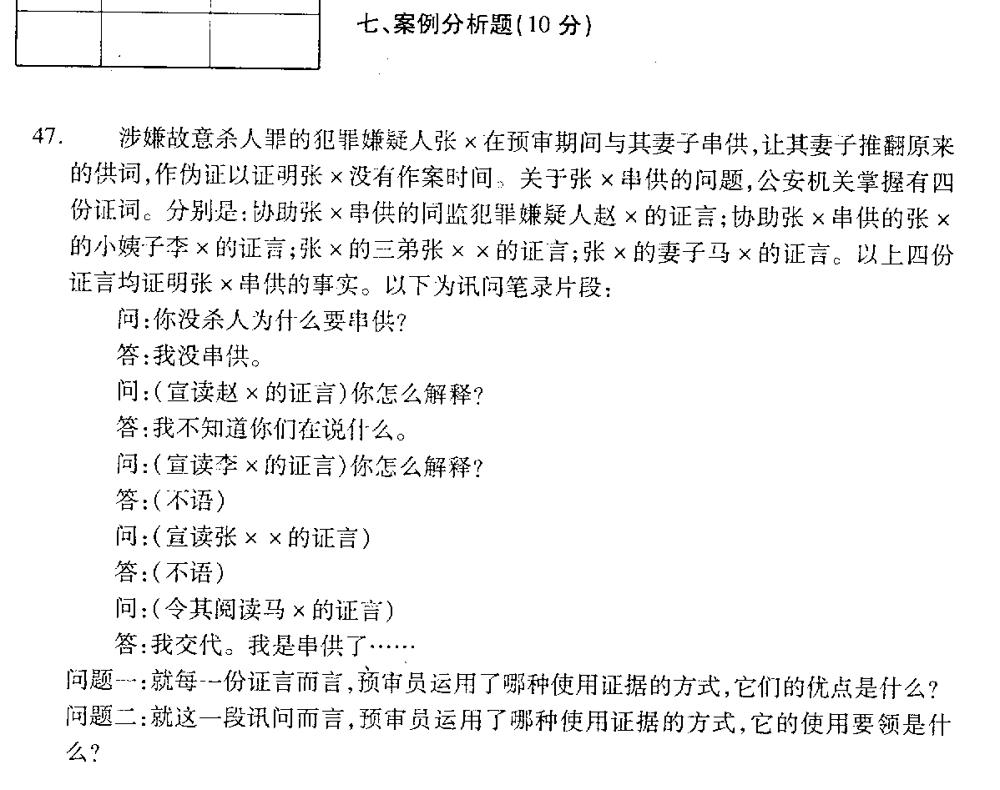 七、案例分析题(10 分)
47. 涉嫌故意杀人罪的犯罪嫌疑人张×在预审期间与其妻子串供,让其妻子推翻原来
的供词,作伪证以证明张×没有作案时间。关于张×串供的问题,公安机关掌握有四
份证词。分别是:协助张×串供的同监犯罪嫌疑人赵×的证言;协助张×串供的张×
的小姨子李×的证言;张×的三弟张××的证言;张×的妻子马×的证言。以上四份
证言均证明张×串供的事实。以下为讯问笔录片段:
问:你没杀人为什么要串供?
答:我没串供。
问:(宣读赵×的证言)你怎么解释?
答:我不知道你们在说什么。
问:(宣读李×的证言)你怎么解释?
答:(不语)
问:(宣读张××的证言)
答:(不语)
问:(令其阅读马×的证言)
答:我交代。我是串供了……
问题一:就每一份证言而言,预审员运用了哪种使用证据的方式,它们的优点是什么?
问题二:就这一段讯问而言,预审员运用了哪种使用证据的方式,它的使用要领是什
么?